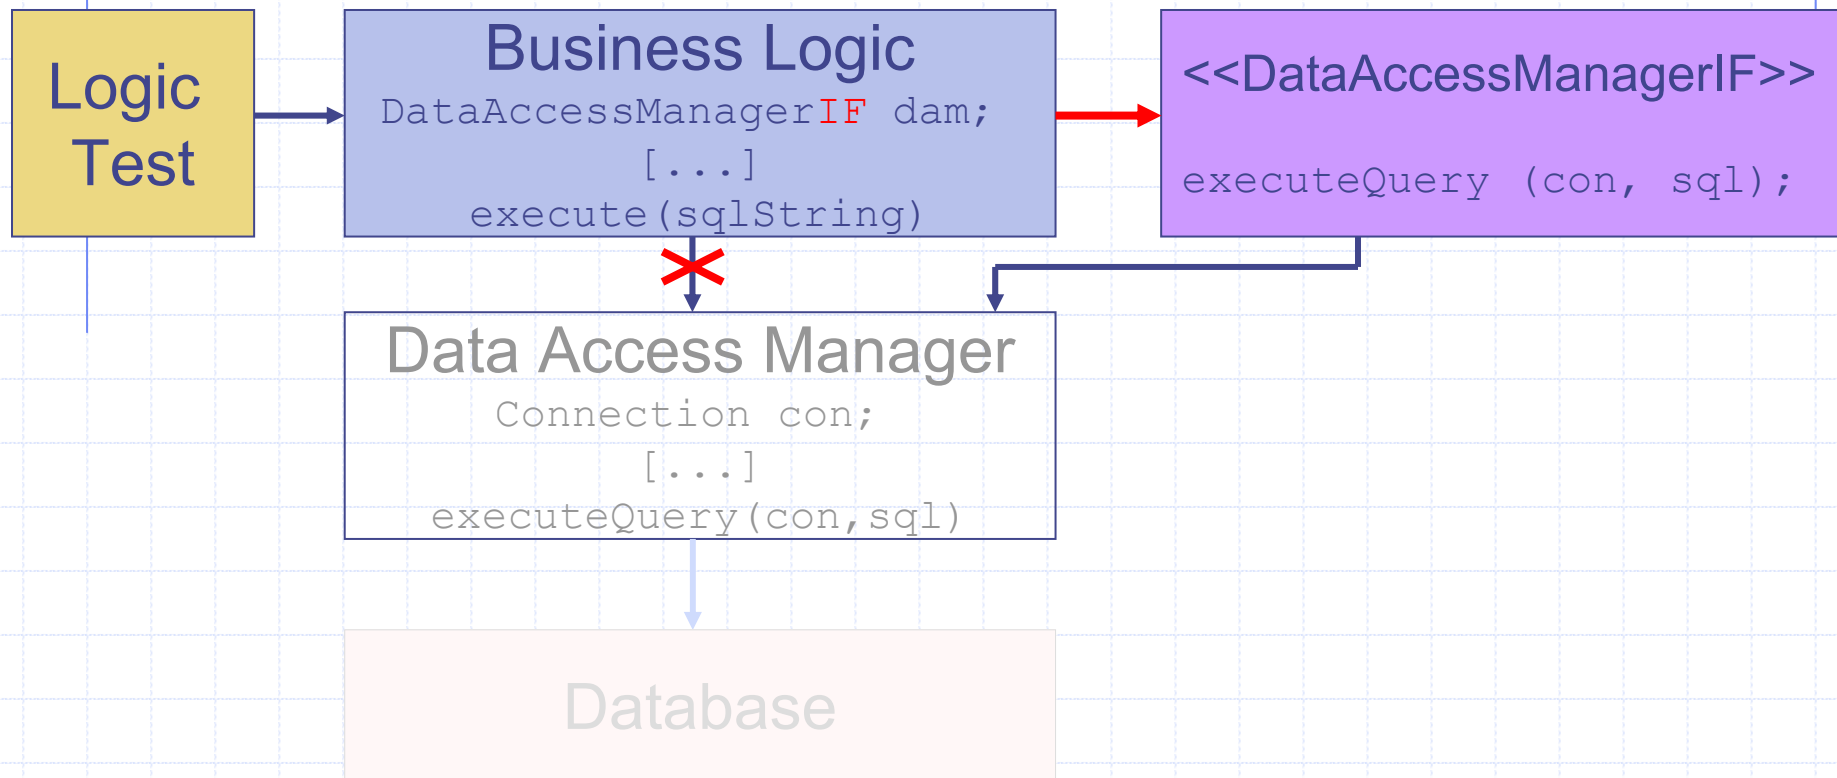 Logic
Test
Business Logic
DataAccessManagerIF dam;
[...]
execute(sqlString)
<<DataAccessManagerIF>>
executeQuery (con, sql);
Data Access Manager
Connection con;
[...]
executeQuery(con,sql)
Database